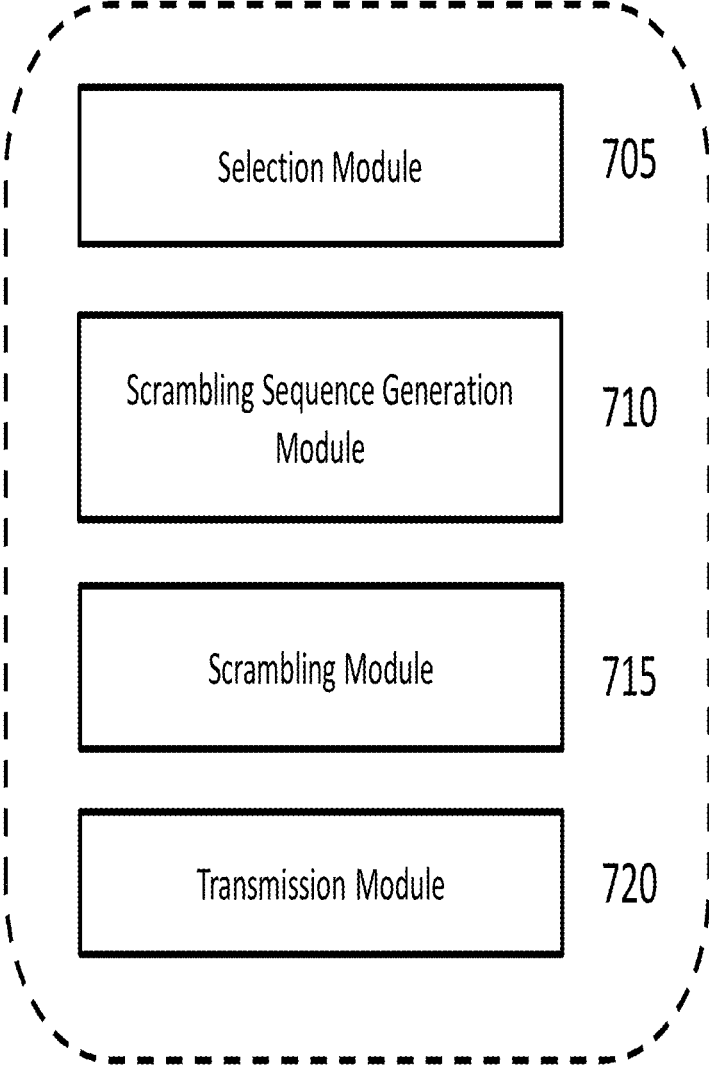 Selection Module
705
Scrambling Sequence Generation
Module
710
Scrambling Module
715
Transmission Module
720